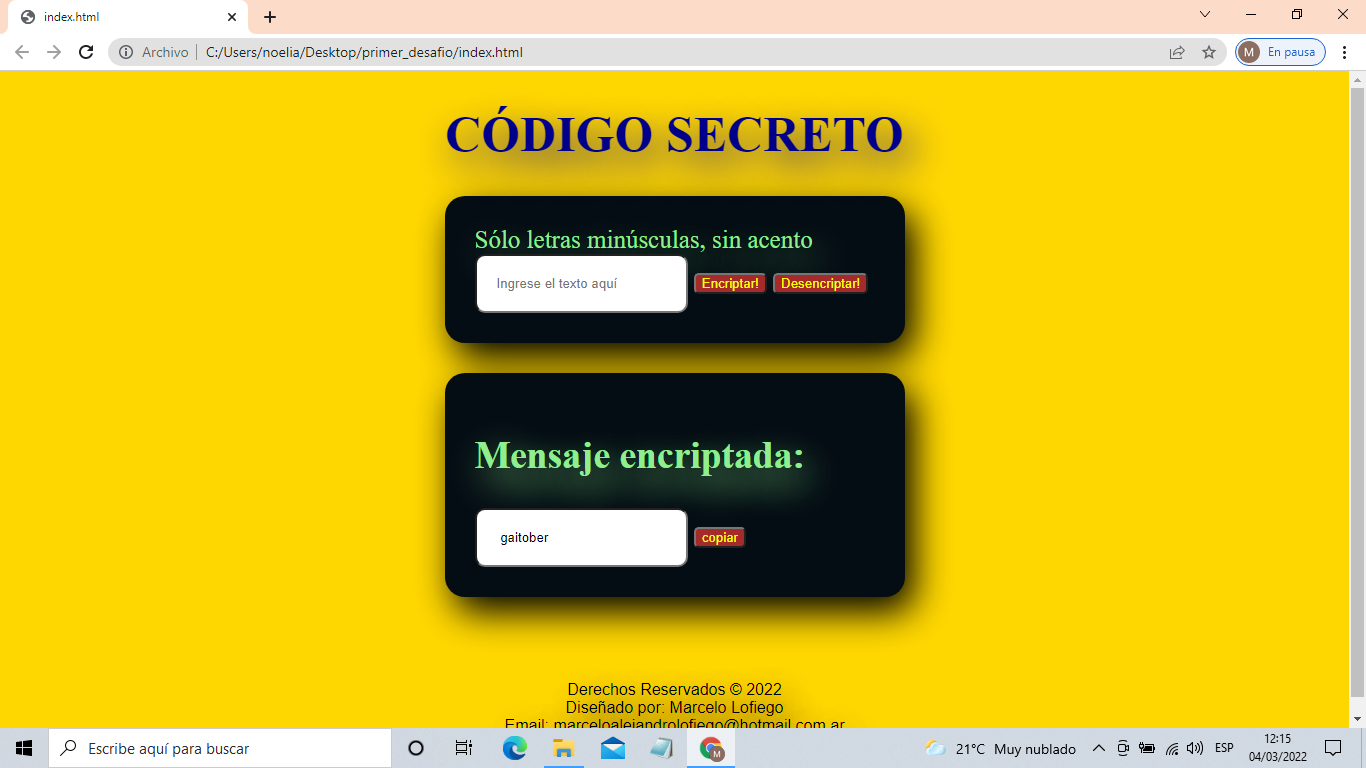 index.html
Archivo C:/Users/noelia/Desktop/primer_desafio/index.html M En pausa
CÓDIGO SECRETO
Sólo letras minúsculas, sin acento
Ingrese el texto aquí Encriptar! Desencriptar!
Mensaje encriptada:
gaitober copiar
Derechos Reservados © 2022
Diseñado por: Marcelo Lofiego
Email: marceloalejandrolofiego@hotmail.com.ar
Escribe aquí para buscar M 21°C Muy nublado ESP 12:15
04/03/2022